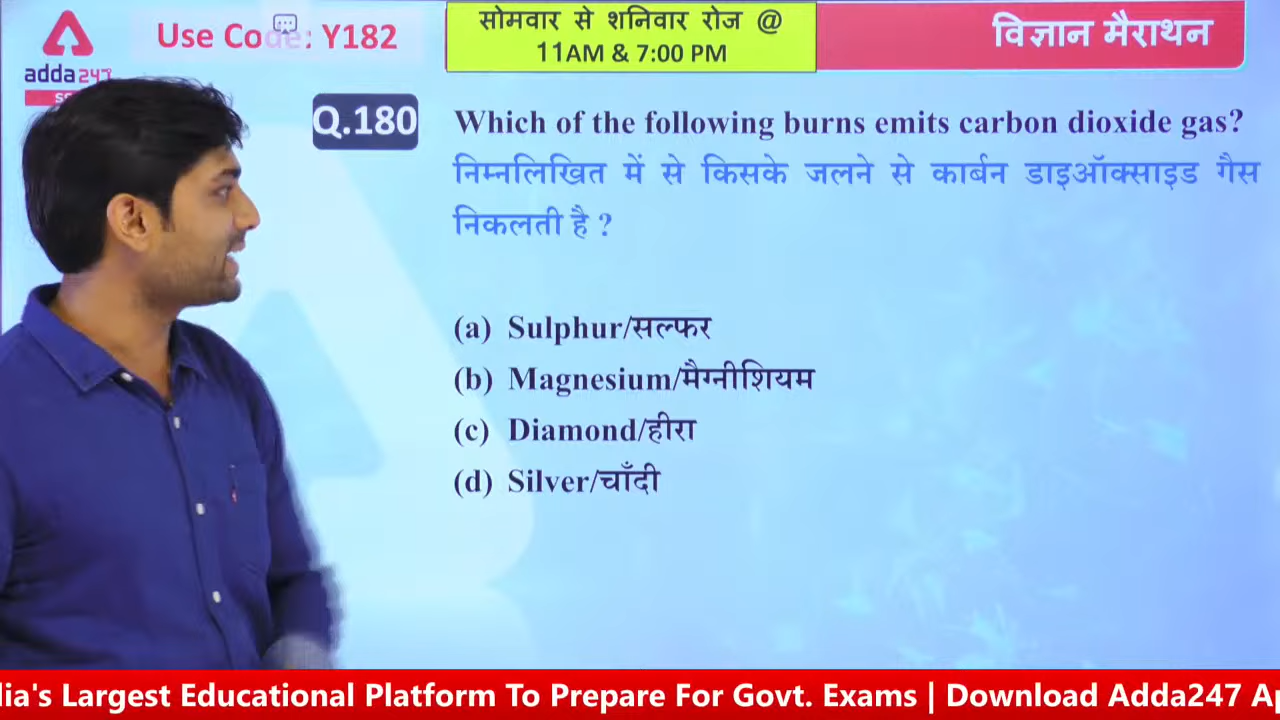 adda247
Use Code: Y182
सोमवार से शनिवार रोज @
11AM & 7:00 PM
विज्ञान मैराथन
Q.180
Which of the following burns emits carbon dioxide gas?
निम्नलिखित में से किसके जलने से कार्बन डाइऑक्साइड गैस
निकलती है ?
(a) Sulphur/सल्फर
(b) Magnesium/मैग्नीशियम
(c) Diamond/हीरा
(d) Silver/चाँदी
dia's Largest Educational Platform To Prepare For Govt. Exams | Download Adda247 Ap